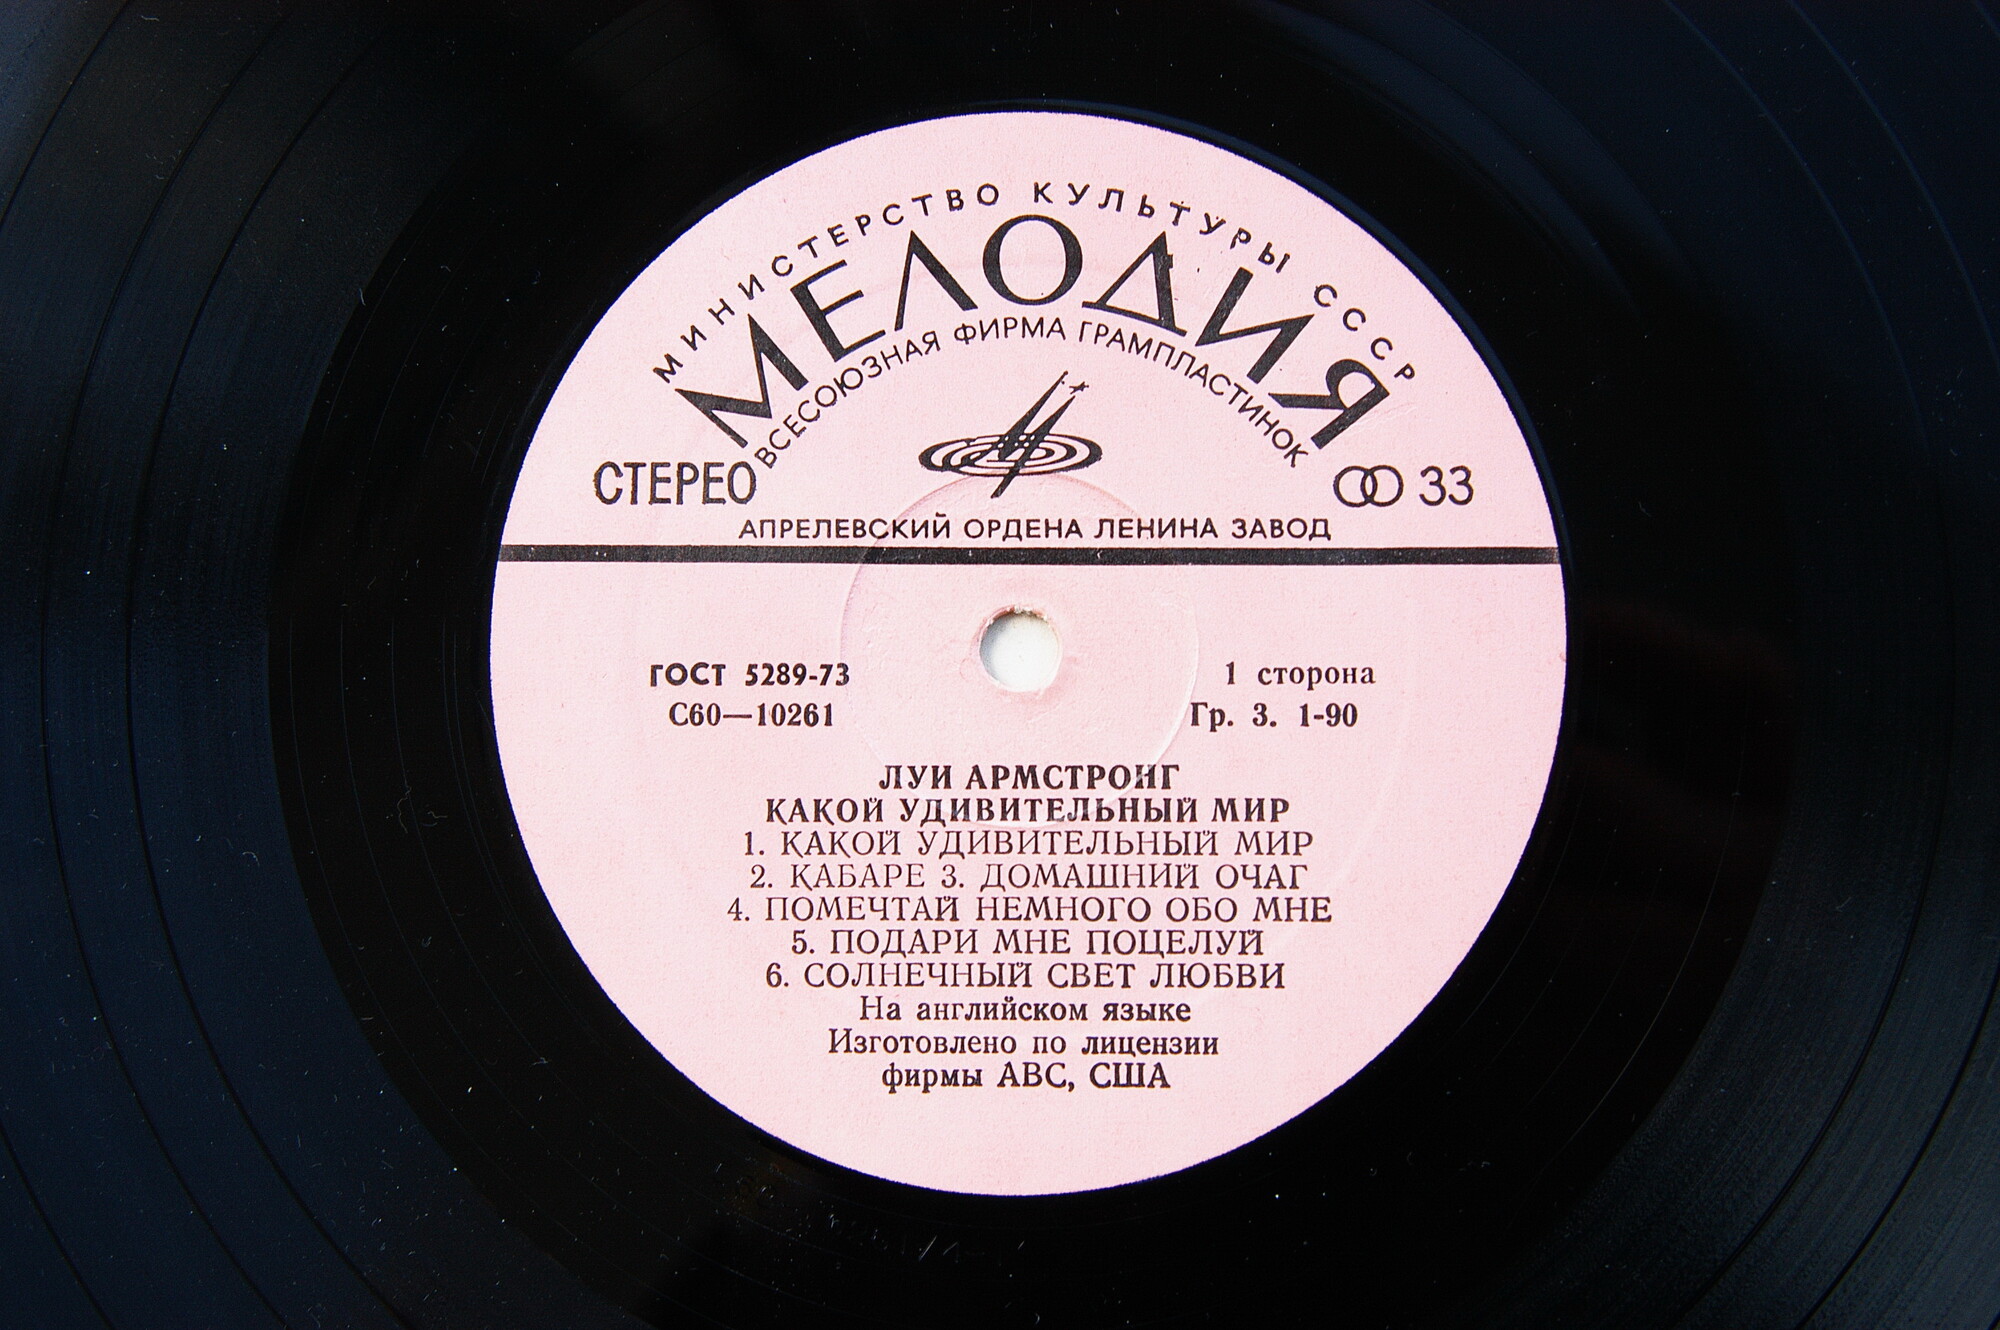 МИНИСТЕРСТВО КУЛЬТУРЫ СССР
МЕЛОДИЯ
ВСЕСОЮЗНАЯ ФИРМА ГРАМПЛАСТИНОК
СТЕРЕО
33
АПРЕЛЕВСКИЙ ОРДЕНА ЛЕНИНА ЗАВОД
ГОСТ 5289-73
С60—10261
1 сторона
Гр. 3. 1-90
ЛУИ АРМСТРОНГ
КАКОЙ УДИВИТЕЛЬНЫЙ МИР
1. КАКОЙ УДИВИТЕЛЬНЫЙ МИР
2. КАБАРЕ 3. ДОМАШНИЙ ОЧАГ
4. ПОМЕЧТАЙ НЕМНОГО ОБО МНЕ
5. ПОДАРИ МНЕ ПОЦЕЛУЙ
6. СОЛНЕЧНЫЙ СВЕТ ЛЮБВИ
На английском языке
Изготовлено по лицензии
фирмы ABC, США